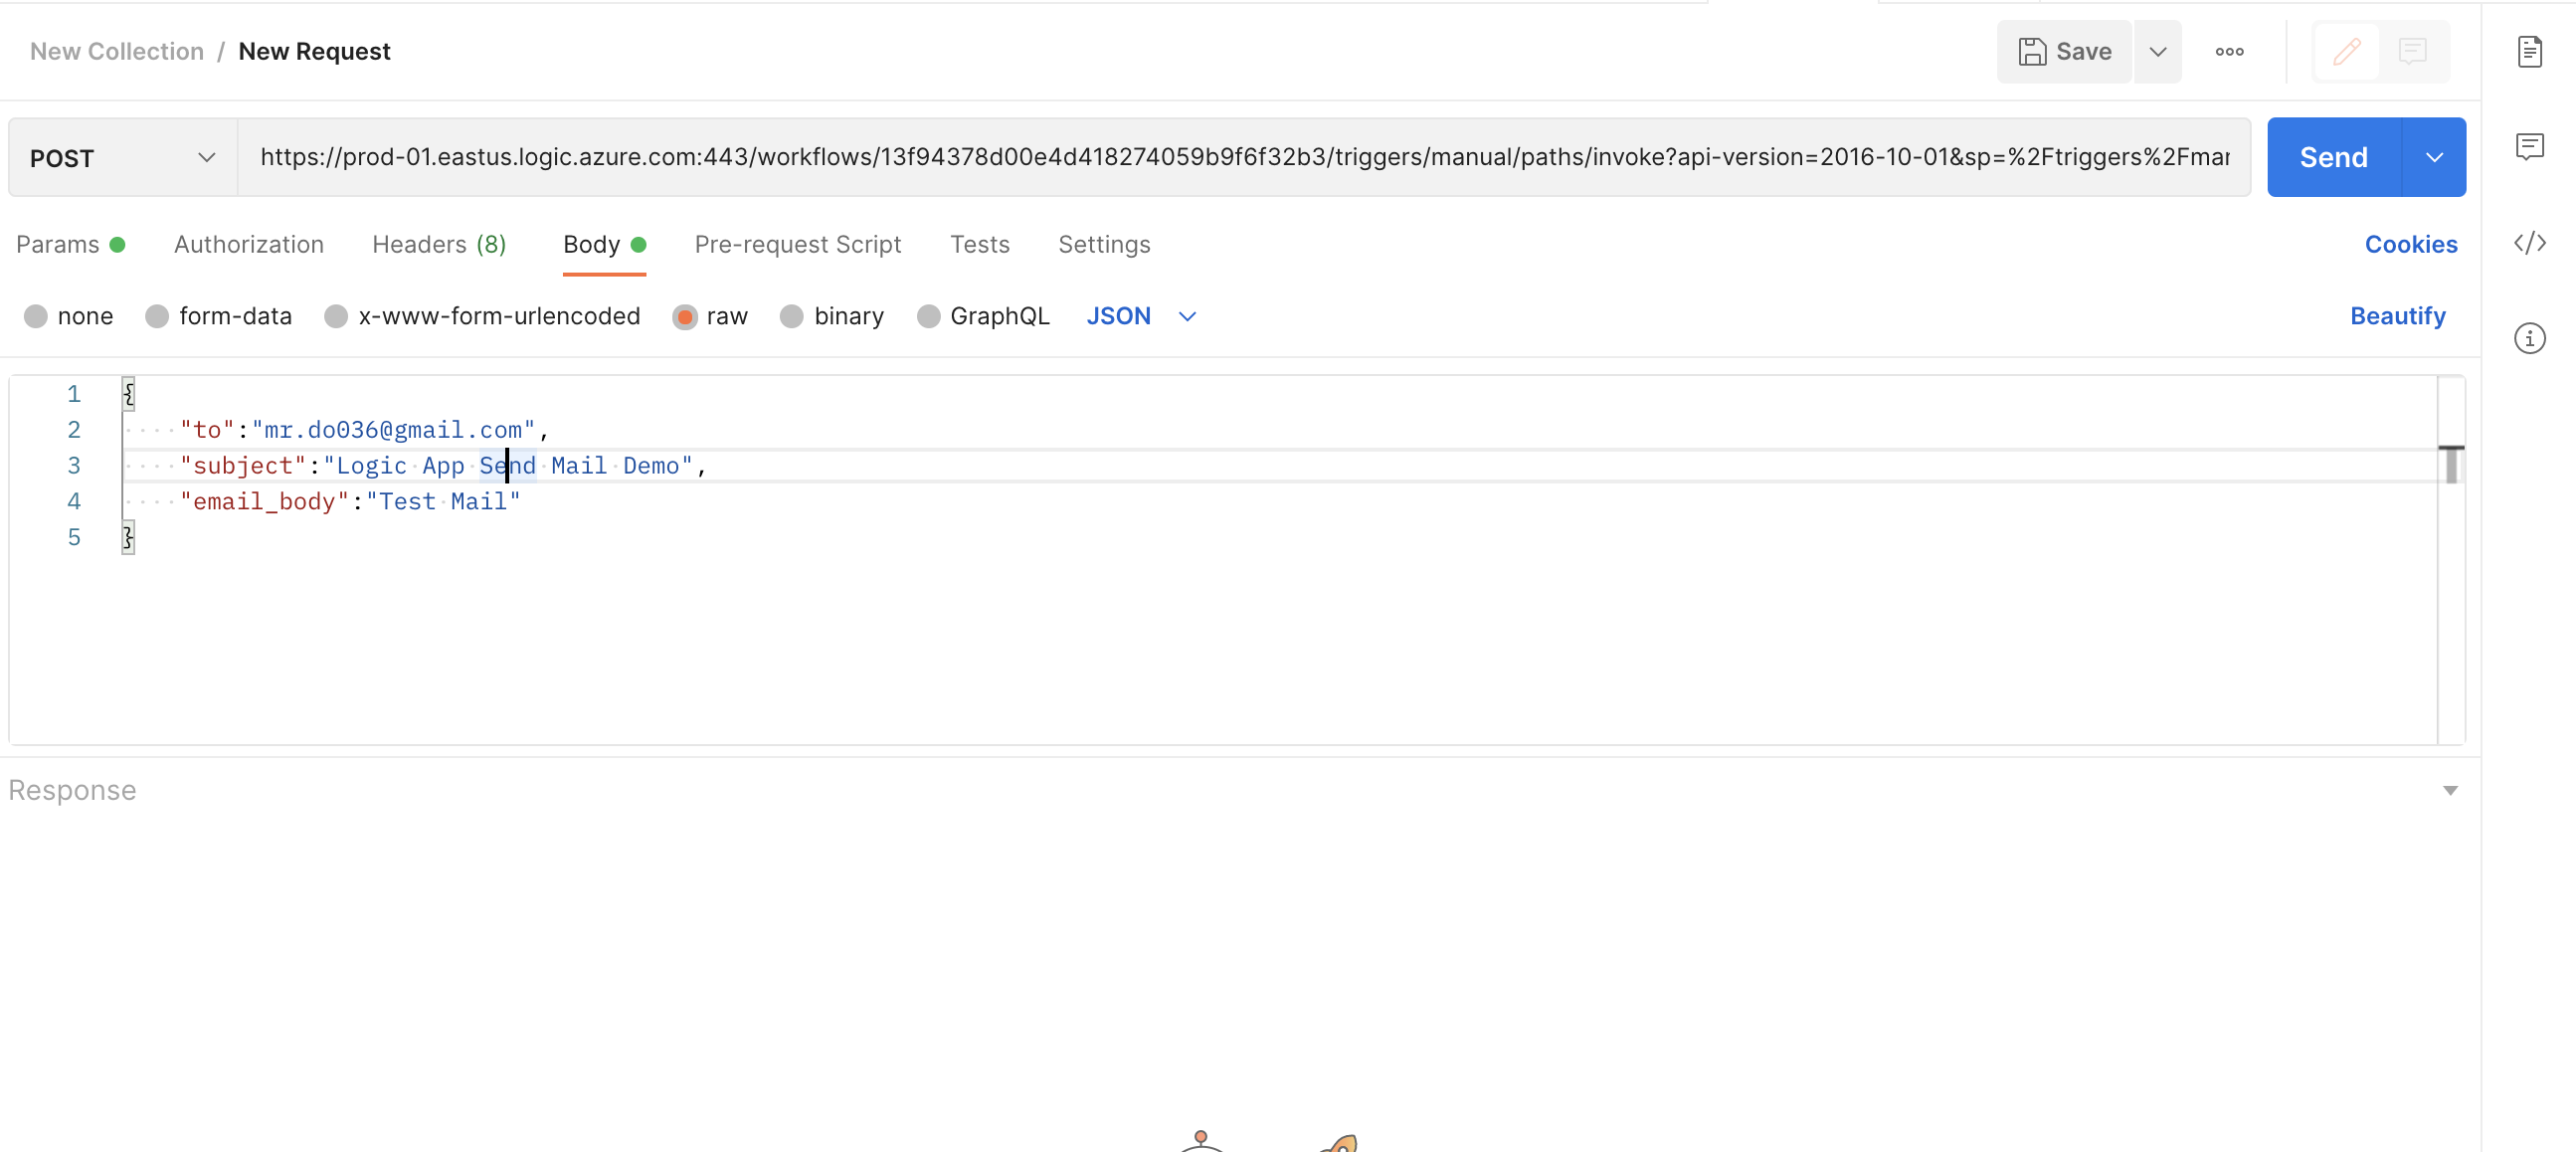 New Collection / New Request
Save
POST
https://prod-01.eastus.logic.azure.com:443/workflows/13f94378d00e4d418274059b9f6f32b3/triggers/manual/paths/invoke?api-version=2016-10-01&sp=%2Ftriggers%2Fmar
Send
Params
Authorization
Headers (8)
Body
Pre-request Script
Tests
Settings
Cookies
none
form-data
x-www-form-urlencoded
raw
binary
GraphQL
JSON
Beautify
1 {
2 "to":"mr.do036@gmail.com",
3 "subject":"Logic App Send Mail Demo",
4 "email_body":"Test Mail"
5 }
Response